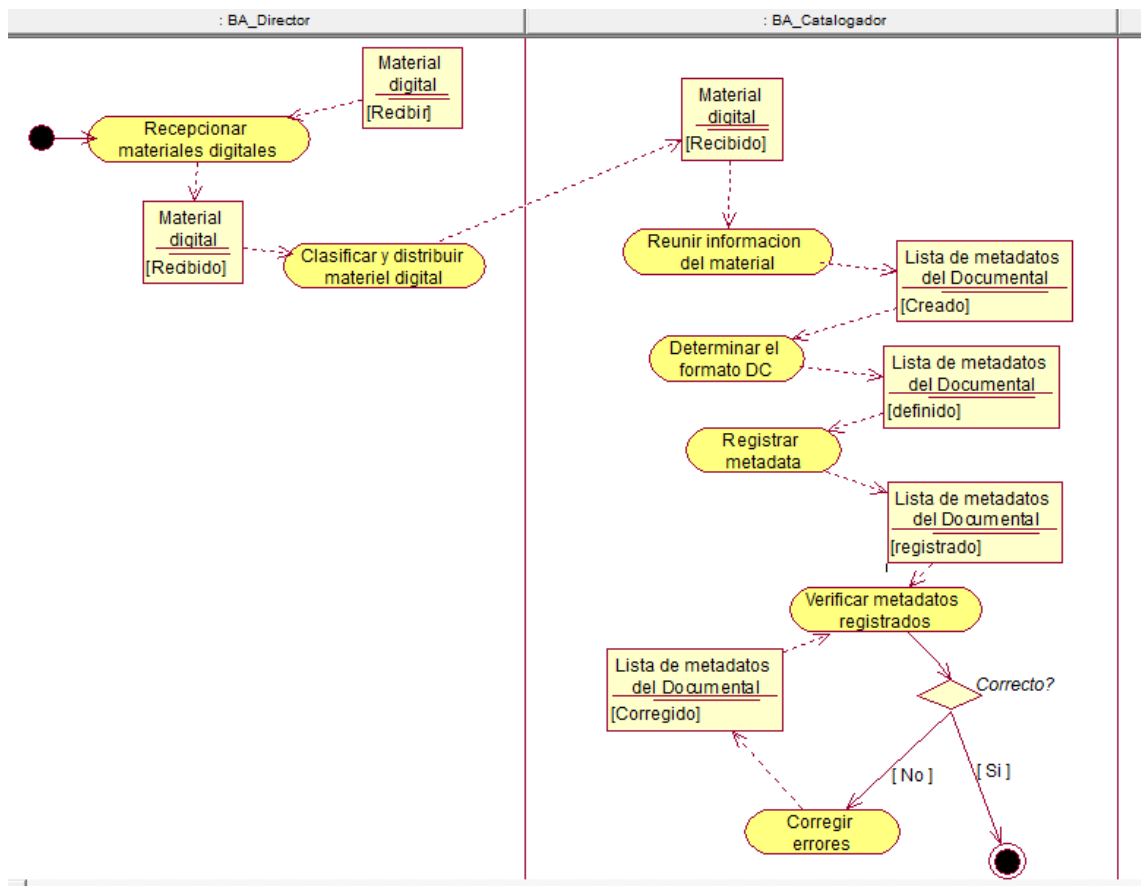 : BA_Director
: BA_Catalogador
Material
digital
[Recibir]
Recepcionar
materiales digitales
Material
digital
[Recibido]
Clasificar y distribuir
materiel digital
Material
digital
[Recibido]
Reunir informacion
del material
Lista de metadatos
del Documental
[Creado]
Determinar el
formato DC
Lista de metadatos
del Documental
[definido]
Registrar
metadata
Lista de metadatos
del Documental
[registrado]
Verificar metadatos
registrados
Lista de metadatos
del Documental
[Corregido]
Correcto?
[ No ]
[ Si ]
Corregir
errores